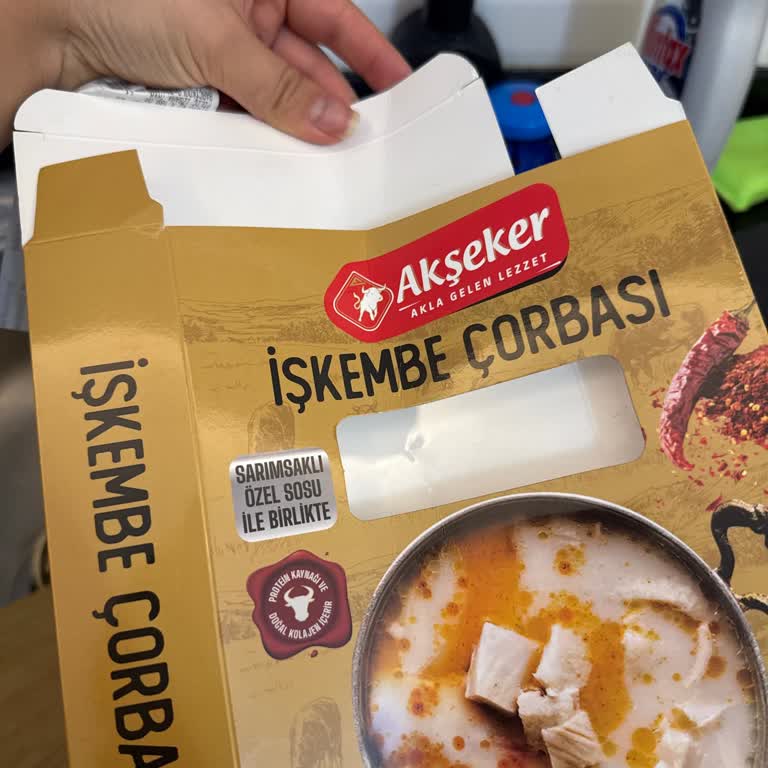 Akşeker
AKLA GELEN LEZZET
İŞKEMBE ÇORBASI
SARIMSAKLI
ÖZEL SOSU
İLE BİRLİKTE
PROTEİN KAYNAĞI VE
DOĞAL KOLAJEN İÇERİR
İŞKEMBE ÇORBA